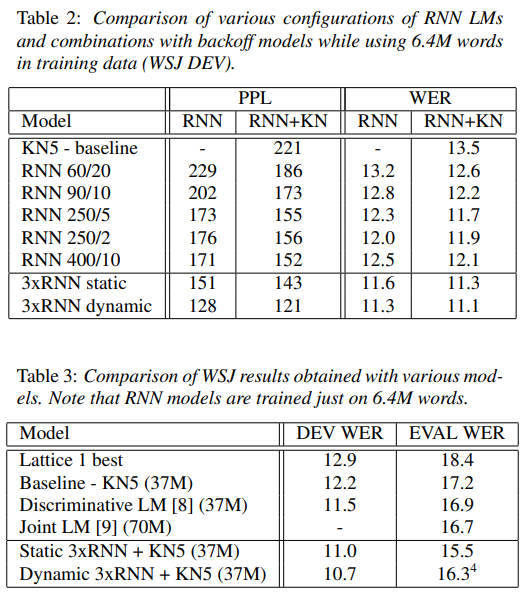 Table 2: Comparison of various configurations of RNN LMs
and combinations with backoff models while using 6.4M words
in training data (WSJ DEV).
PPL WER
Model RNN RNN+KN RNN RNN+KN
KN5 - baseline - 221 - 13.5
RNN 60/20 229 186 13.2 12.6
RNN 90/10 202 173 12.8 12.2
RNN 250/5 173 155 12.3 11.7
RNN 250/2 176 156 12.0 11.9
RNN 400/10 171 152 12.5 12.1
3xRNN static 151 143 11.6 11.3
3xRNN dynamic 128 121 11.3 11.1
Table 3: Comparison of WSJ results obtained with various mod-
els. Note that RNN models are trained just on 6.4M words.
Model DEV WER EVAL WER
Lattice 1 best 12.9 18.4
Baseline - KN5 (37M) 12.2 17.2
Discriminative LM [8] (37M) 11.5 16.9
Joint LM [9] (70M) - 16.7
Static 3xRNN + KN5 (37M) 11.0 15.5
Dynamic 3xRNN + KN5 (37M) 10.7 16.3⁴